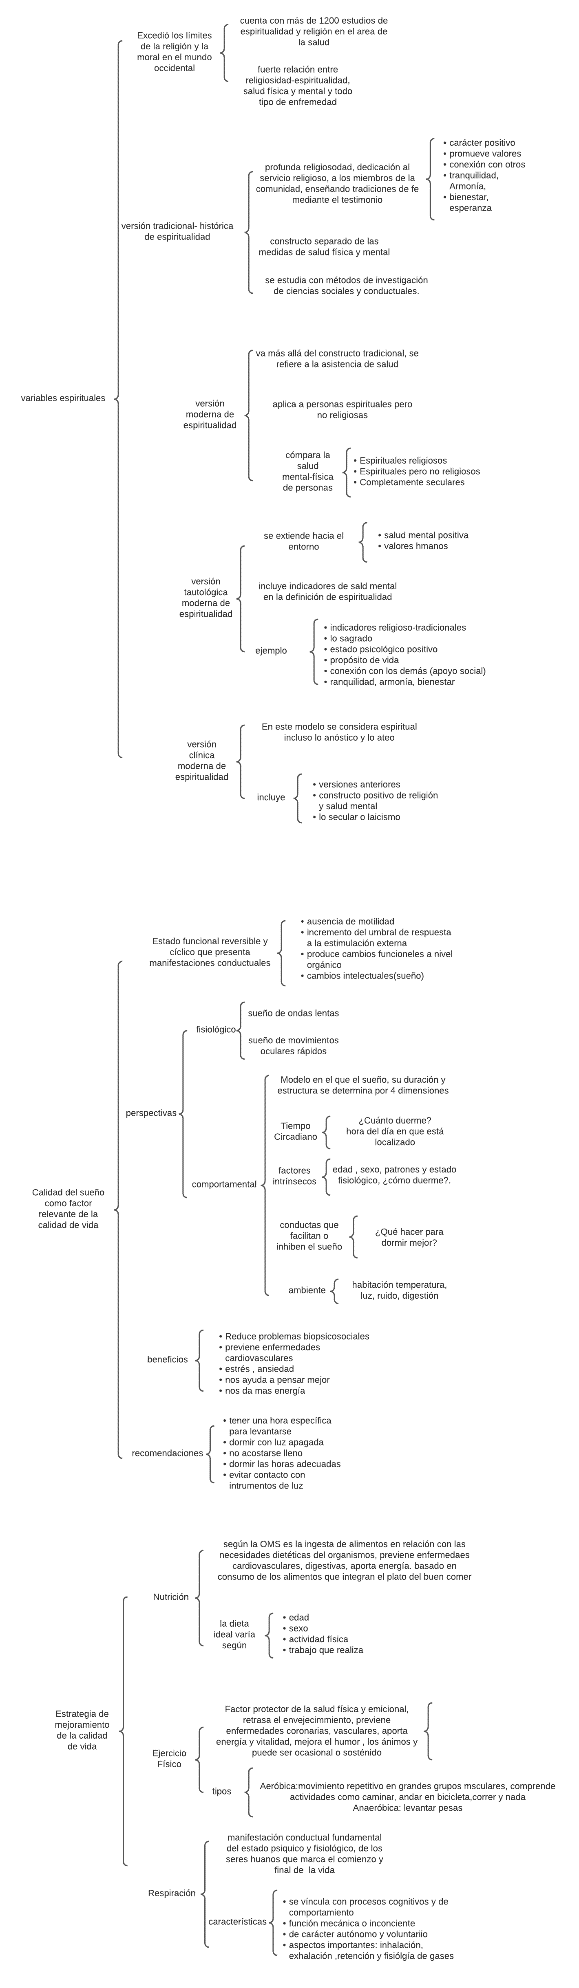 variables espirituales
Excedió los límites
de la religión y la
moral en el mundo
occidental
cuenta con más de 1200 estudios de
espiritualidad y religión en el area de
la salud
fuerte relación entre
religiosidad-espiritualidad,
salud física y mental y todo
tipo de enfremedad
versión tradicional- histórica
de espiritualidad
profunda religiosodad, dedicación al
servicio religioso, a los miembros de la
comunidad, enseñando tradiciones de fe
mediante el testimonio
• carácter positivo
• promueve valores
• conexión con otros
• tranquilidad,
Armonía,
• bienestar,
esperanza
constructo separado de las
medidas de salud física y mental
se estudia con métodos de investigación
de ciencias sociales y conductuales.
versión
moderna de
espiritualidad
va más allá del constructo tradicional, se
refiere a la asistencia de salud
aplica a personas espirituales pero
no religiosas
cómpara la
salud
mental-física
de personas
• Espirituales religiosos
• Espirituales pero no religiosos
• Completamente seculares
versión
tautológica
moderna de
espiritualidad
se extiende hacia el
entorno
• salud mental positiva
• valores hmanos
incluye indicadores de sald mental
en la definición de espiritualidad
ejemplo
• indicadores religioso-tradicionales
• lo sagrado
• estado psicológico positivo
• propósito de vida
• conexión con los demás (apoyo social)
• ranquilidad, armonía, bienestar
versión
clínica
moderna de
espiritualidad
En este modelo se considera espiritual
incluso lo anóstico y lo ateo
incluye
• versiones anteriores
• constructo positivo de religión
y salud mental
• lo secular o laicismo
Calidad del sueño
como factor
relevante de la
calidad de vida
Estado funcional reversible y
cíclico que presenta
manifestaciones conductuales
• ausencia de motilidad
• incremento del umbral de respuesta
a la estimulación externa
• produce cambios funcioneles a nivel
orgánico
• cambios intelectuales(sueño)
perspectivas
fisiológico
sueño de ondas lentas
sueño de movimientos
oculares rápidos
comportamental
Modelo en el que el sueño, su duración y
estructura se determina por 4 dimensiones
Tiempo
Circadiano
¿Cuánto duerme?
hora del día en que está
localizado
factores
intrínsecos
edad , sexo, patrones y estado
fisiológico, ¿cómo duerme?.
conductas que
facilitan o
inhiben el sueño
¿Qué hacer para
dormir mejor?
ambiente
habitación temperatura,
luz, ruido, digestión
beneficios
• Reduce problemas biopsicosociales
• previene enfermedades
cardiovasculares
• estrés , ansiedad
• nos ayuda a pensar mejor
• nos da mas energía
recomendaciones
• tener una hora específica
para levantarse
• dormir con luz apagada
• no acostarse lleno
• dormir las horas adecuadas
• evitar contacto con
intrumentos de luz
Estrategia de
mejoramiento
de la calidad
de vida
Nutrición
según la OMS es la ingesta de alimentos en relación con las
necesidades dietéticas del organismos, previene enfermedaes
cardiovasculares, digestivas, aporta energía. basado en
consumo de los alimentos que integran el plato del buen comer
la dieta
ideal varía
según
• edad
• sexo
• actividad física
• trabajo que realiza
Ejercicio
Físico
Factor protector de la salud física y emicional,
retrasa el envejecimmiento, previene
enfermedades coronarias, vasculares, aporta
energía y vitalidad, mejora el humor , los ánimos y
puede ser ocasional o sosténido
tipos
Aeróbica:movimiento repetitivo en grandes grupos msculares, comprende
actividades como caminar, andar en bicicleta,correr y nada
Anaeróbica: levantar pesas
Respiración
manifestación conductual fundamental
del estado psiquico y fisiológico, de los
seres huanos que marca el comienzo y
final de  la vida
características
• se víncula con procesos cognitivos y de
comportamiento
• función mecánica o inconciente
• de carácter autónomo y voluntariio
• aspectos importantes: inhalación,
exhalación ,retención y fisiólgía de gases